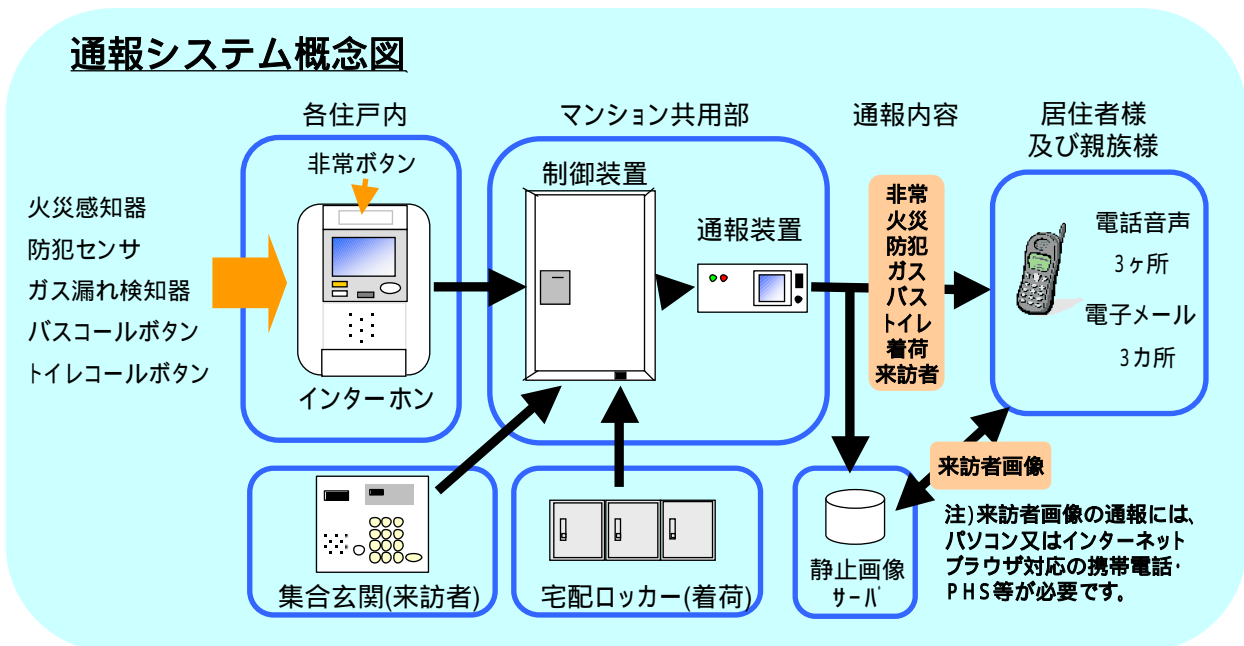 通報システム概念図
各住戸内
マンション共用部
通報内容
居住者様
及び親族様
非常ボタン
制御装置
通報装置
火災感知器
防犯センサ
ガス漏れ検知器
バスコールボタン
トイレコールボタン
インターホン
非常
火災
防犯
ガス
バス
トイレ
着荷
来訪者
電話音声
3ヶ所
電子メール
3カ所
来訪者画像
集合玄関(来訪者)
宅配ロッカー(着荷)
静止画像
サーバ
注)来訪者画像の通報には、
パソコン又はインターネット
ブラウザ対応の携帯電話・
PHS等が必要です。